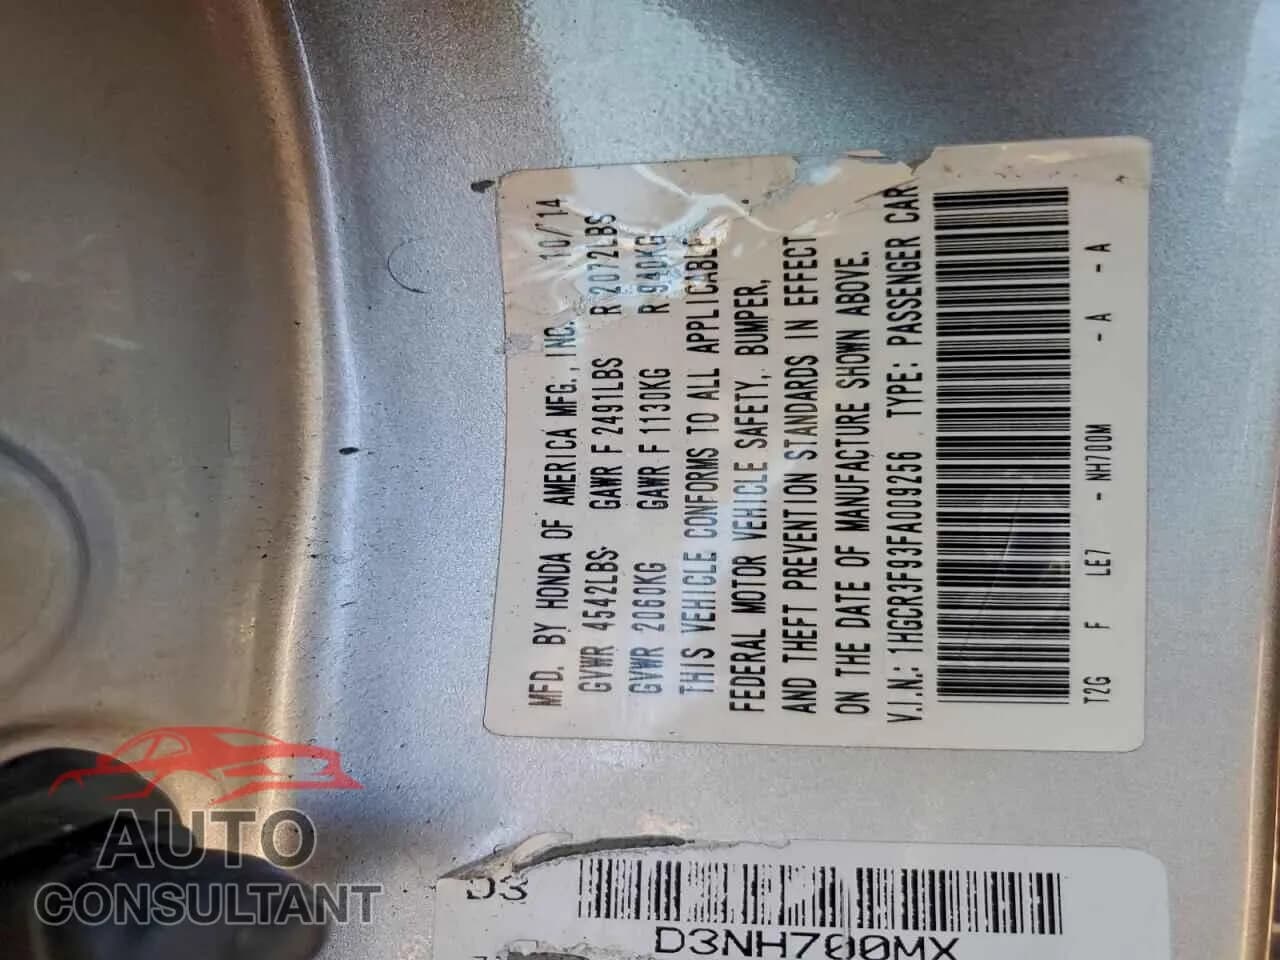 MFD. BY HONDA OF AMERICA MFG., INC. 10/14
GVWR 4542LBS GAWR F 2491LBS R 2072LBS
GVWR 2060KG GAWR F 1130KG R 940KG
THIS VEHICLE CONFORMS TO ALL APPLICABLE
FEDERAL MOTOR VEHICLE SAFETY, BUMPER,
AND THEFT PREVENTION STANDARDS IN EFFECT
ON THE DATE OF MANUFACTURE SHOWN ABOVE.
V.I.N.: 1HGCR3F93FA009256 TYPE: PASSENGER CAR
T2G F LE7 - NH700M - A - A
D3
D3NH700MX
AUTO
CONSULTANT